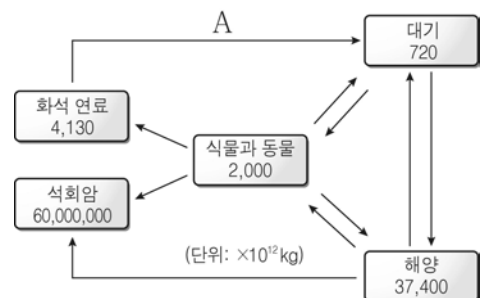 A
대기
720
화석 연료
4,130
식물과 동물
2,000
석회암
60,000,000
(단위: ×10¹²kg)
해양
37,400